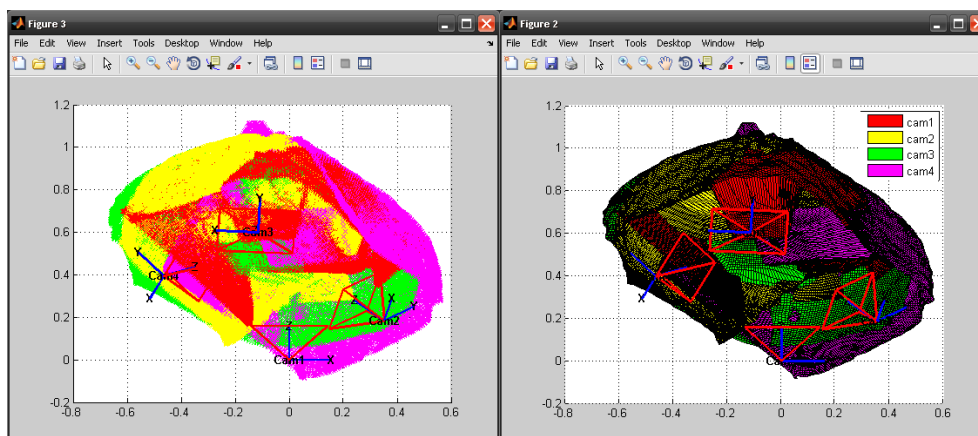 Figure 3
File Edit View Insert Tools Desktop Window Help
1.2
1
0.8
0.6
0.4
0.2
0
-0.2
-0.8 -0.6 -0.4 -0.2 0 0.2 0.4 0.6
Y
X
Cam3
Y
Z
Cam4
X
Z
X
Y
Cam2
Z
Cam1
X
Figure 2
File Edit View Insert Tools Desktop Window Help
cam1
cam2
cam3
cam4
1.2
1
0.8
0.6
0.4
0.2
0
-0.2
-0.8 -0.6 -0.4 -0.2 0 0.2 0.4 0.6
Y
X